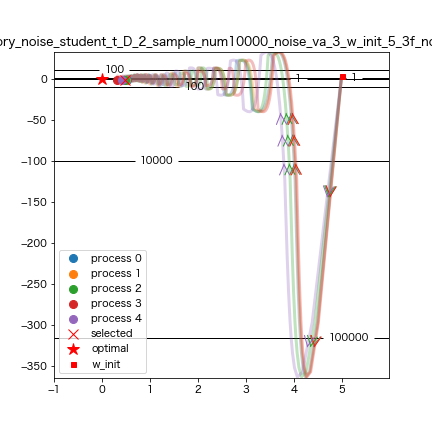 ory_noise_student_t_D_2_sample_num10000_noise_va_3_w_init_5_3f_no
0
−50
−100
−150
−200
−250
−300
−350
−1
0
1
2
3
4
5
100
100
1
1
10000
100000
process 0
process 1
process 2
process 3
process 4
selected
optimal
w_init